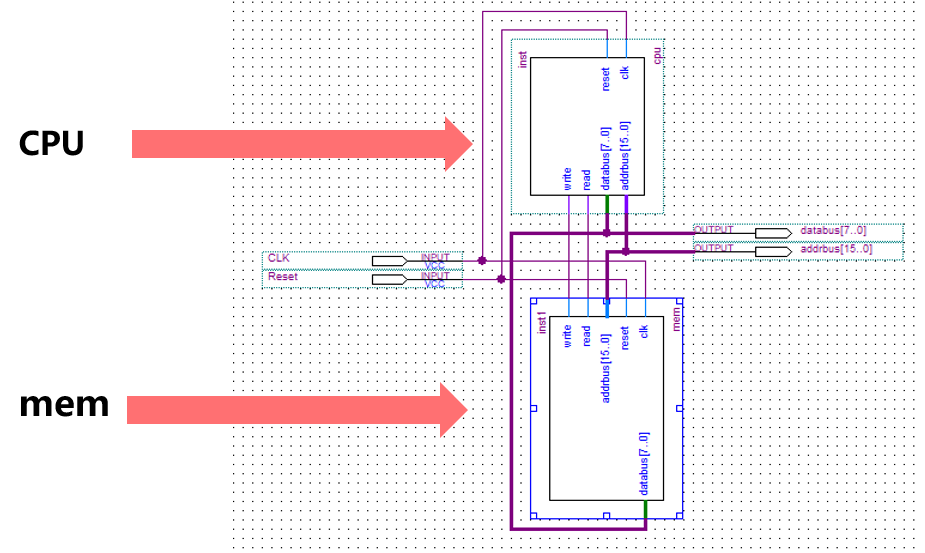 CPU
inst
cpu
reset
clk
write
read
databus[7..0]
addrbus[15..0]
OUTPUT
databus[7..0]
OUTPUT
addrbus[15..0]
CLK
INPUT
VCC
Reset
INPUT
VCC
mem
inst1
mem
write
read
addrbus[15..0]
reset
clk
databus[7..0]